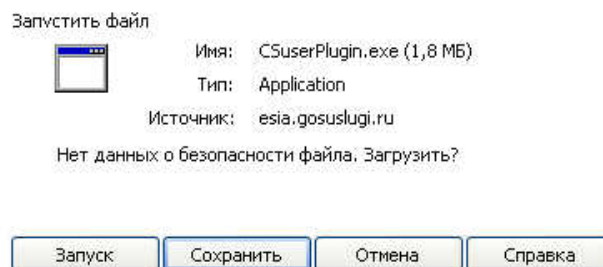 Запустить файл
Имя: CSuserPlugin.exe (1,8 МБ)
Тип: Application
Источник: esia.gosuslugi.ru
Нет данных о безопасности файла. Загрузить?
Запуск Сохранить Отмена Справка